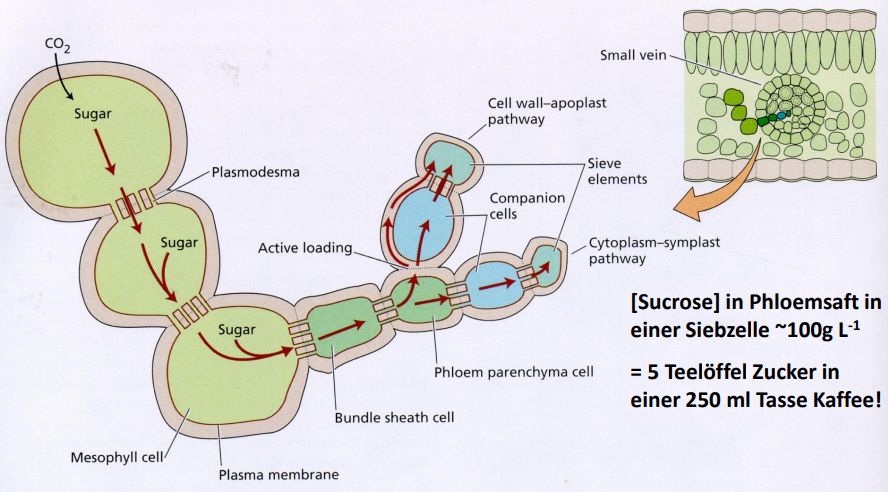 CO2
Sugar
Plasmodesma
Sugar
Active loading
Sugar
Cell wall–apoplast
pathway
Sieve
elements
Companion
cells
Cytoplasm–symplast
pathway
Small vein
Phloem parenchyma cell
Bundle sheath cell
Mesophyll cell
Plasma membrane
[Sucrose] in Phloemsaft in
einer Siebzelle ~100g L-1
= 5 Teelöffel Zucker in
einer 250 ml Tasse Kaffee!